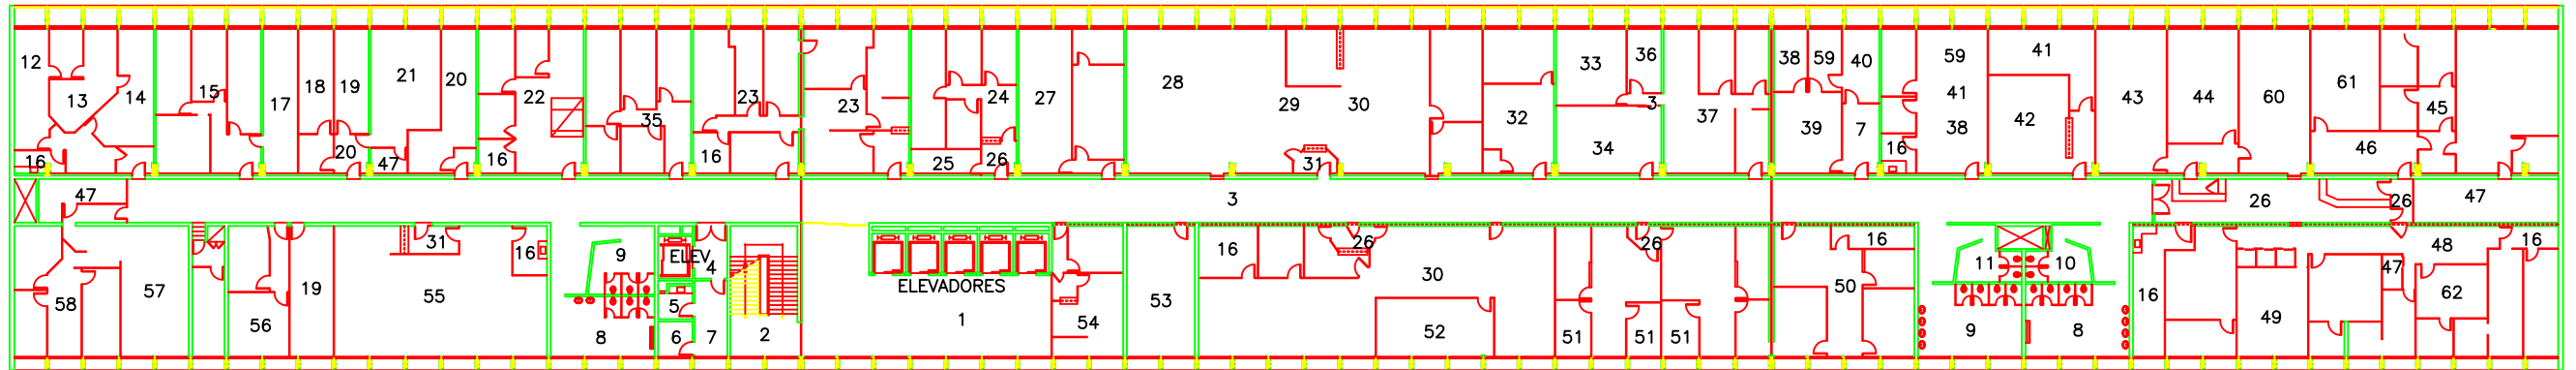 33 36 38 59 40 59 41
12 13 14 15 17 18 19 21 20 22 23 23 24 27 28 29 30 32 3 37 41 43 44 60 61 45
35 34 39 7 38 42 46
16 20 47 16 16 25 26 31 16
47 3 26 26 47
31 16 9 ELEV 4 16 26 26 16 11 10 48 16
58 57 56 19 55 5 ELEVADORES 30 50 47 62
8 6 7 2 1 54 53 52 51 51 51 9 8 16 49